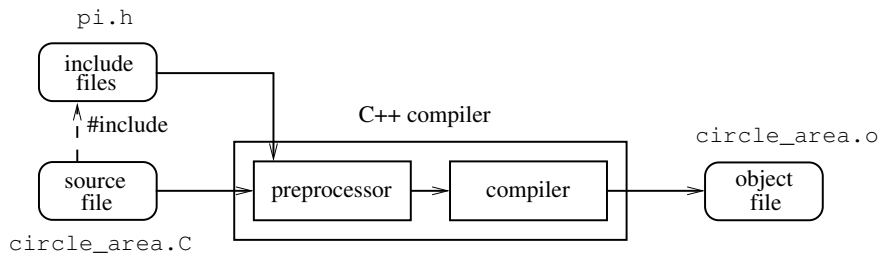 pi.h
include
files
#include
C++ compiler
circle_area.o
source
file
preprocessor
compiler
object
file
circle_area.C